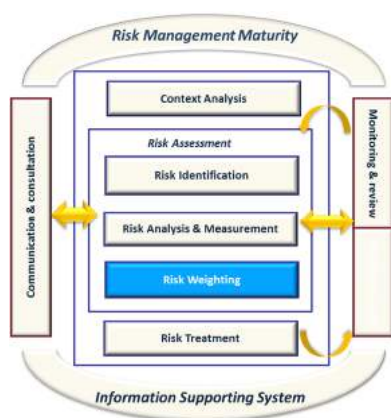 Risk Management Maturity
Context Analysis
Risk Assessment
Risk Identification
Risk Analysis & Measurement
Risk Weighting
Risk Treatment
Communication & consultation
Monitoring &
review
Information Supporting System